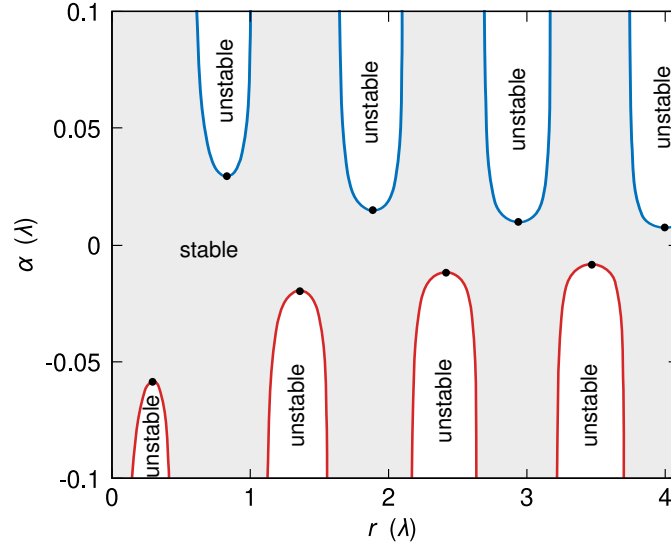 0.1
unstable
unstable
unstable
unstable
0.05
α (λ)
0
stable
-0.05
unstable
unstable
unstable
unstable
-0.1
0
1
2
3
4
r (λ)